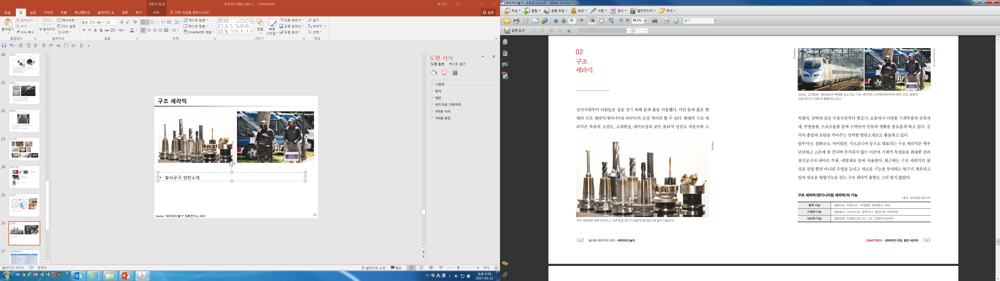 그리기 도구
전자무기재료_class 1 - PowerPoint
로그인
파일
홈
삽입
디자인
전환
애니메이션
슬라이드 쇼
검토
보기
서식
어떤 작업을 원하시나요?
공유
붙여넣기
잘라내기
복사
서식 복사
클립보드
새 슬라이드
레이아웃
다시 설정
구역
슬라이드
맑은 고딕 (본문
18
글꼴
텍스트 방향
텍스트 맞춤
SmartArt로 변환
단락
정렬
빠른
스타일
도형 채우기
도형 윤곽선
도형 효과
그리기
찾기
바꾸기
선택
편집
20
21
22
23
24
25
26
27
구조 세라믹
• 절삭공구, 방탄소재
Source: “세라믹아 놀자” 재료연구소, 2015
26
도형 서식
도형 옵션
텍스트 옵션
그림자
반사
네온
부드러운 가장자리
3차원 서식
3차원 회전
슬라이드 26/31
한국어
슬라이드 노트
메모
66%
KO
A 漢
오후 6:59
2017-03-12
세라믹아놀자_재료연구소.pdf - Adobe Acrobat Pro
작성
결합
공동 작업
보안
서명
양식
멀티미디어
주석
82 / 95
98.2%
찾기
입력 도구
8
02
구조
세라믹
선사시대부터 사람들은 집을 짓기 위해 돌과 흙을 사용했다. 이런 돌과 흙은 현
대의 구조 세라믹(엔지니어링 세라믹)의 조상 격이라 할 수 있다. 현대의 구조 세
라믹은 특유의 고강도, 고내열성, 내마모성과 같은 물리적 성질로 자동차와 고
©pixabay
구조 세라믹은 매우 단단하고 고온에 잘 견디기 때문에 절삭공구에 많이 사용된다.
162 놀라운 세라믹의 세계 • 세라믹아 놀자
©wikipedia
©shutterstock.com
고강도, 고내열성, 내마모성의 특징을 갖고 있는 구조 세라믹은 고속열차에서부터 방탄 소재, 로봇에
이르기까지 다양하게 활용되고 있다.
속열차, 선박과 같은 수송수단부터 항공기, 로봇까지 다양한 기계부품과 건축자
재, 주방용품, 스포츠용품 등에 스며들어 인류의 생활을 풍요롭게 하고 있다. 심
지어 총알과 포탄을 막아주는 강력한 방탄소재로도 활용하고 있다.
알루미나, 질화규소, 사이알론, 지르코니아 등으로 대표되는 구조 세라믹은 매우
단단하고 고온에 잘 견디며 부식되지 않는 이른바 기계적 특성들을 최대한 살려
절삭공구나 내마모 부품, 내열재료 등에 사용한다. 최근에는 구조 세라믹의 물
성을 살릴 뿐만 아니라 수명을 늘리고 새로운 기능을 부여하는 연구가 계속되고
있어 새로운 복합기능을 갖는 구조 세라믹 출현도 그리 멀지 않았다.
구조 세라믹(엔지니어링 세라믹)의 기능
(출처: 첨단산업기술사전)
열적 기능 질화규소, 탄화규소, 사이알론, 탄화붕소, MAS
기계적 기능 질화붕소, 지르코니아, 알루미나, 멀라이트, 탄화티탄
내식적 기능 질화티탄, 탄화텅스텐, AS, LAS, 석영유리(실리카)
CHAPTER 5 • 세라믹의 미래, 첨단 세라믹 163